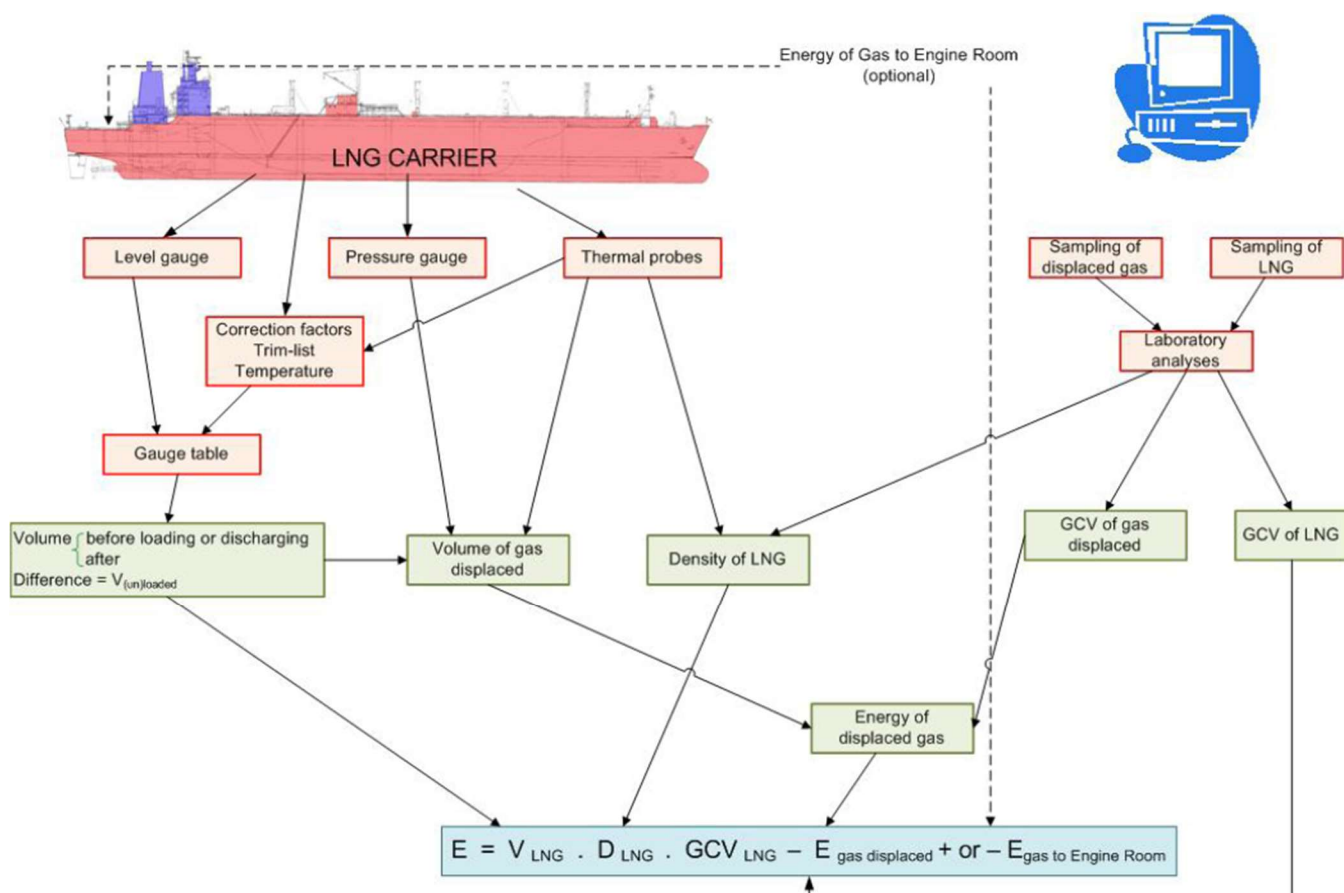 Energy of Gas to Engine Room
(optional)
LNG CARRIER
Level gauge
Pressure gauge
Thermal probes
Sampling of
displaced gas
Sampling of
LNG
Correction factors
Trim-list
Temperature
Laboratory
analyses
Gauge table
Volume { before loading or discharging
after
Difference = V(un)loaded
Volume of gas
displaced
Density of LNG
GCV of gas
displaced
GCV of LNG
Energy of
displaced gas
E = V LNG . D LNG . GCV LNG – E gas displaced + or – E gas to Engine Room